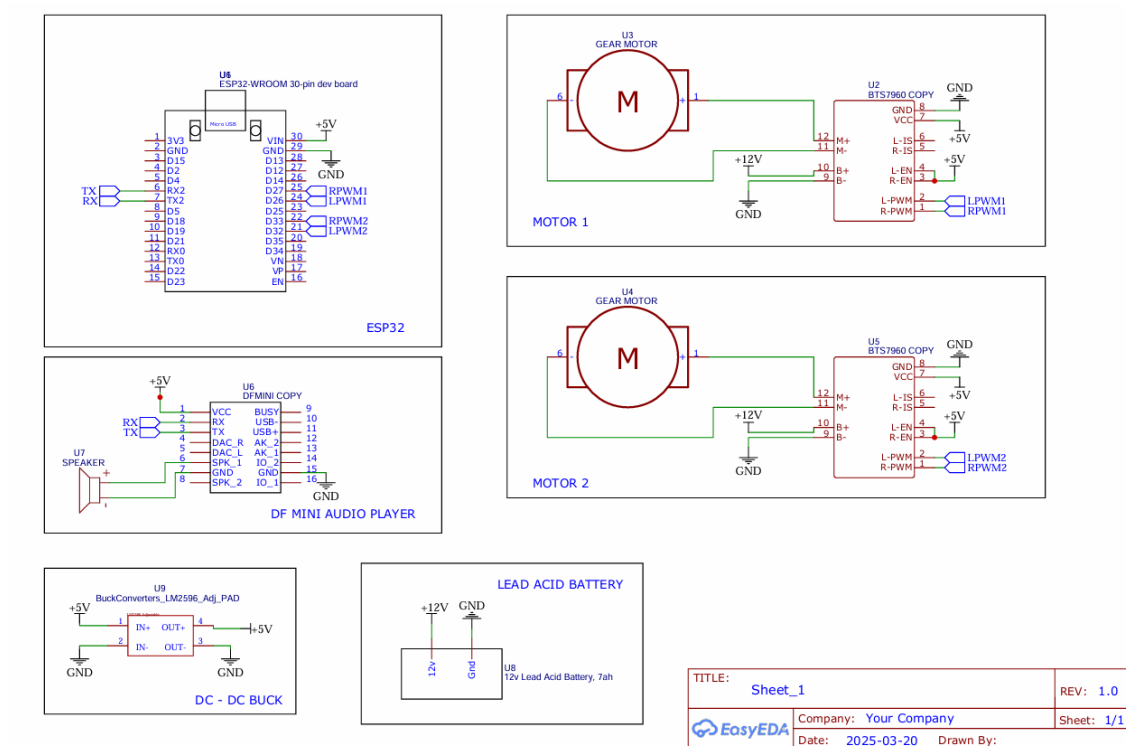 U1
ESP32-WROOM 30-pin dev board
Micro USB
+5V
1 3V3 VIN 30
2 GND GND 29
GND
3 D15 D13 28
4 D2 D12 27
5 D4 D14 26
TX 6 RX2 D27 25 RPWM1
RX 7 TX2 D26 24 LPWM1
8 D5 D25 23
9 D18 D33 22 RPWM2
10 D19 D32 21 LPWM2
11 D21 D35 20
12 RX0 D34 19
13 TX0 VN 18
14 D22 VP 17
15 D23 EN 16
ESP32
U3
GEAR MOTOR
M
6 - + 1
U2
BTS7960 COPY
GND
GND 8
VCC 7
+5V
12 M+ L-IS 6
11 M- R-IS 5
+12V
+5V
10 B+ L-EN 4
9 B- R-EN 3
GND
L-PWM 2 LPWM1
R-PWM 1 RPWM1
MOTOR 1
U4
GEAR MOTOR
M
6 - + 1
U5
BTS7960 COPY
GND
GND 8
VCC 7
+5V
12 M+ L-IS 6
11 M- R-IS 5
+12V
+5V
10 B+ L-EN 4
9 B- R-EN 3
GND
L-PWM 2 LPWM2
R-PWM 1 RPWM2
MOTOR 2
+5V
U6
DFMINI COPY
1 VCC BUSY 9
RX 2 RX USB- 10
TX 3 TX USB+ 11
4 DAC_R AK_2 12
5 DAC_L AK_1 13
6 SPK_1 IO_2 14
7 GND GND 15
8 SPK_2 IO_1 16
U7
SPEAKER
+
-
GND
DF MINI AUDIO PLAYER
U9
BuckConverters_LM2596_Adj_PAD
+5V
1 IN+ OUT+ 4
+5V
2 IN- OUT- 3
GND
GND
DC - DC BUCK
LEAD ACID BATTERY
+12V GND
12v Gnd
U8
12v Lead Acid Battery, 7ah
TITLE:
Sheet_1
REV: 1.0
EasyEDA
Company: Your Company
Sheet: 1/1
Date: 2025-03-20 Drawn By: